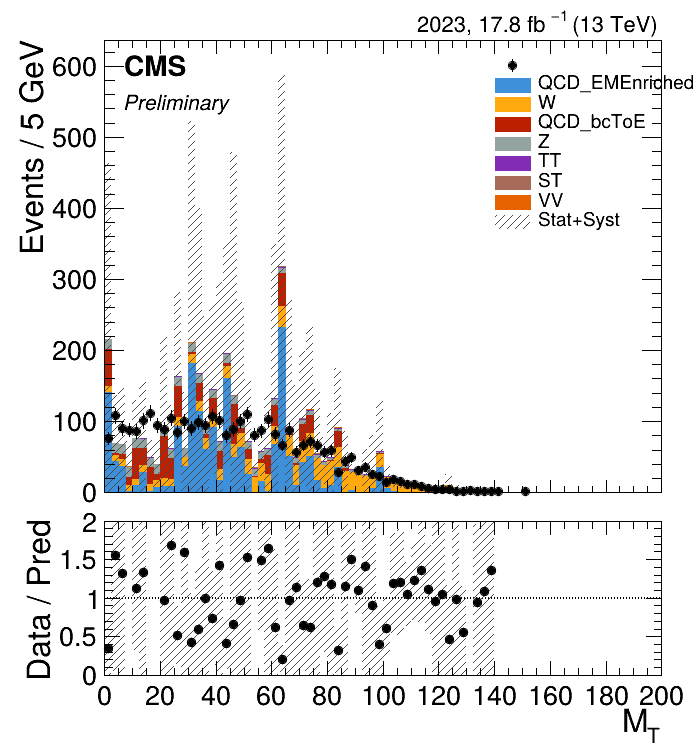 2023, 17.8 fb⁻¹ (13 TeV)
CMS
Preliminary
Events / 5 GeV
600
500
400
300
200
100
0
QCD_EMEnriched
W
QCD_bcToE
Z
TT
ST
VV
Stat+Syst
Data / Pred
2
1.5
1
0.5
0
0 20 40 60 80 100 120 140 160 180 200
M_T